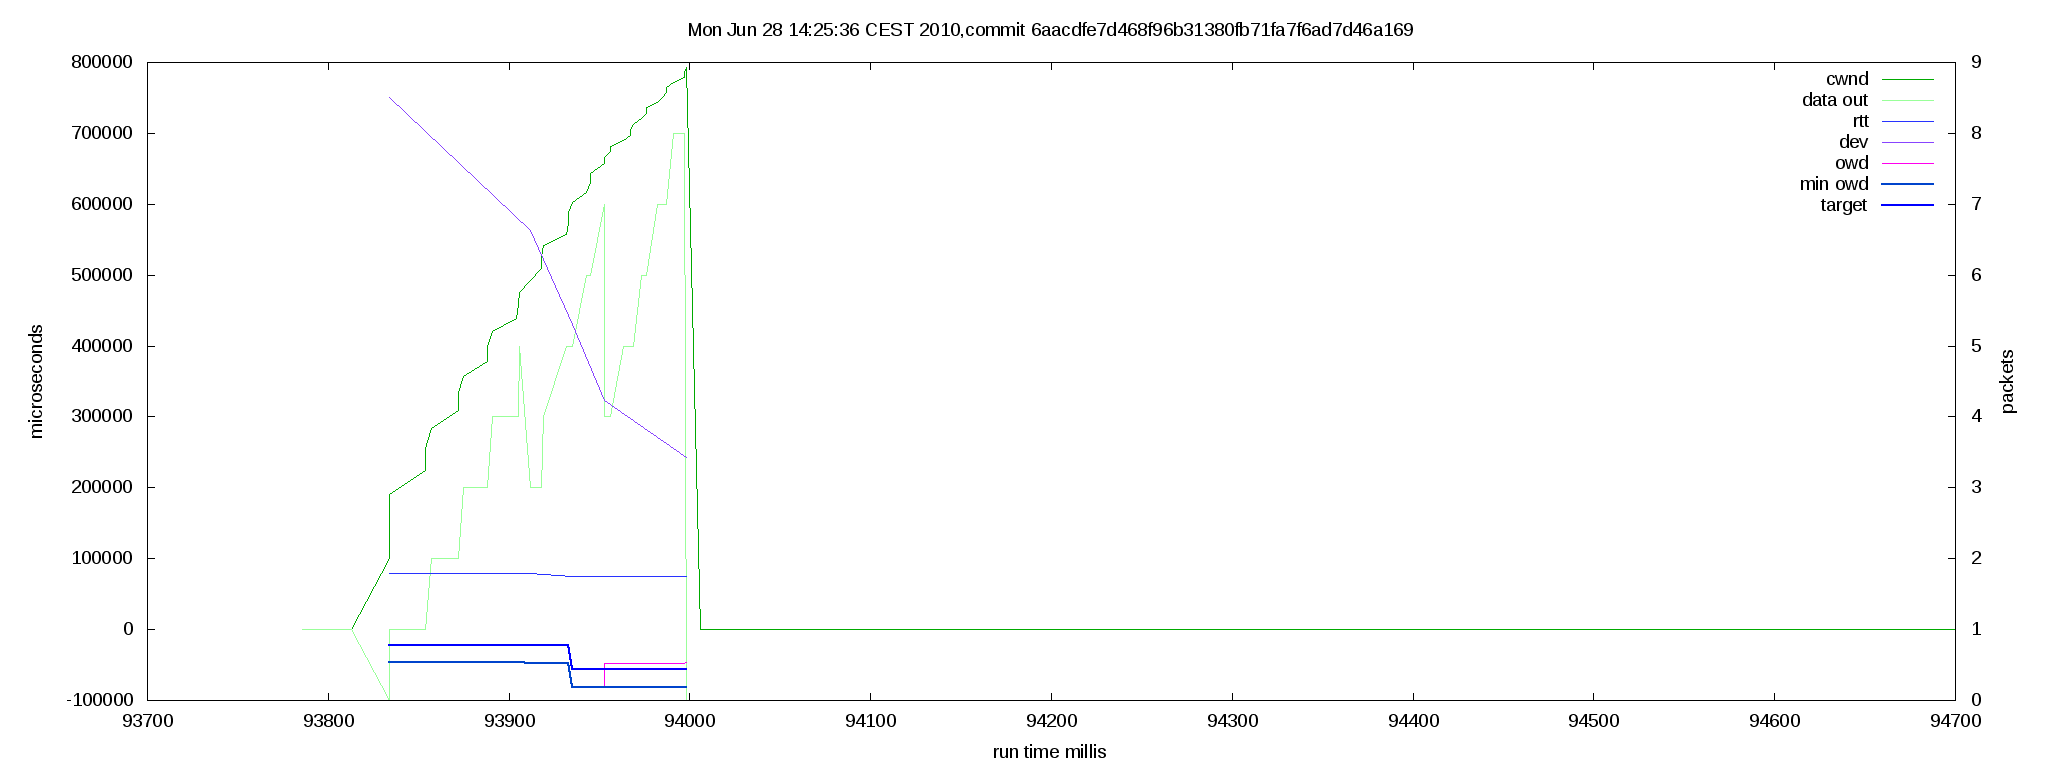 Mon Jun 28 14:25:36 CEST 2010,commit 6aacdfe7d468f96b31380fb71fa7f6ad7d46a169
800000
700000
600000
500000
400000
300000
200000
100000
0
-100000
microseconds
9
8
7
6
5
4
3
2
1
0
packets
cwnd
data out
rtt
dev
owd
min owd
target
93700 93800 93900 94000 94100 94200 94300 94400 94500 94600 94700
run time millis